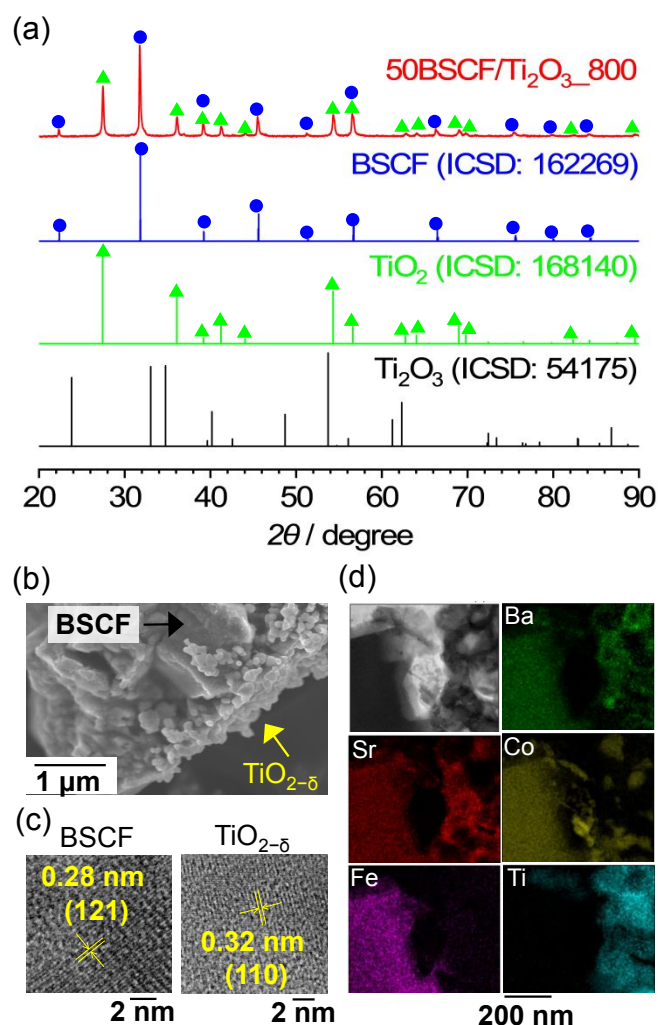 (a)
50BSCF/Ti₂O₃_800
BSCF (ICSD: 162269)
TiO₂ (ICSD: 168140)
Ti₂O₃ (ICSD: 54175)
20 30 40 50 60 70 80 90
2θ / degree
(b)
BSCF
1 μm
TiO₂₋δ
(c)
BSCF
0.28 nm
(121)
2 nm
TiO₂₋δ
0.32 nm
(110)
2 nm
(d)
Ba
Sr
Co
Fe
Ti
200 nm